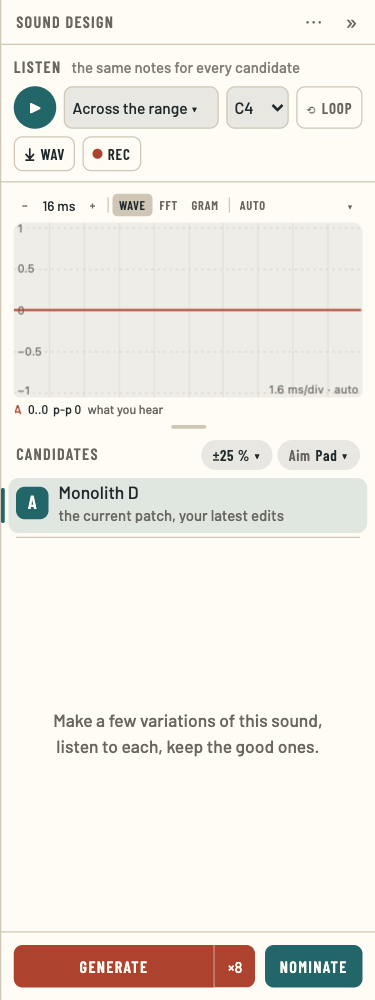 SOUND DESIGN ··· »
LISTEN the same notes for every candidate
Across the range ▾ C4 LOOP
WAV REC
− 16 ms + WAVE FFT GRAM AUTO ▾
1
0.5
0
−0.5
−1 1.6 ms/div · auto
A 0..0 p-p 0 what you hear
CANDIDATES ±25 % ▾ Aim Pad ▾
A Monolith D
the current patch, your latest edits
Make a few variations of this sound,
listen to each, keep the good ones.
GENERATE ×8 NOMINATE